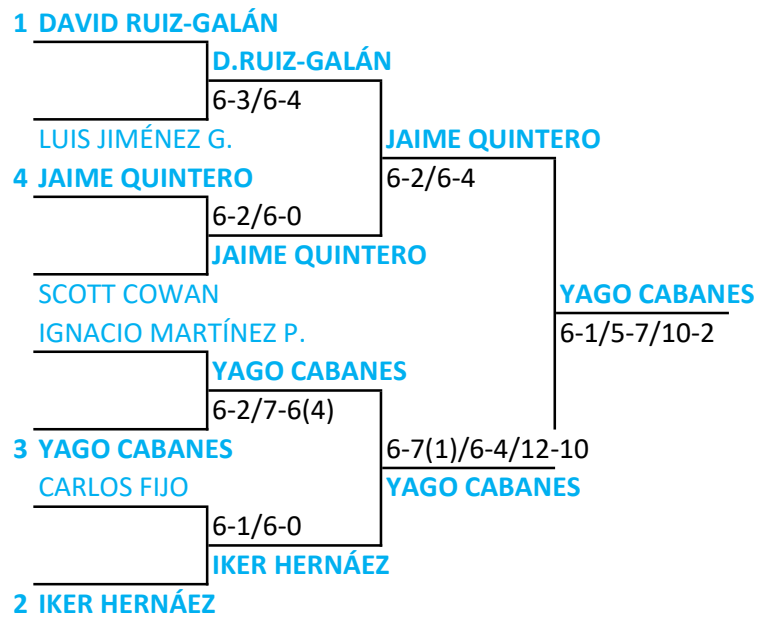 1 DAVID RUIZ-GALÁN
D.RUIZ-GALÁN
6-3/6-4
LUIS JIMÉNEZ G.
JAIME QUINTERO
4 JAIME QUINTERO
6-2/6-4
6-2/6-0
JAIME QUINTERO
SCOTT COWAN
YAGO CABANES
IGNACIO MARTÍNEZ P.
6-1/5-7/10-2
YAGO CABANES
6-2/7-6(4)
3 YAGO CABANES
6-7(1)/6-4/12-10
CARLOS FIJO
YAGO CABANES
6-1/6-0
IKER HERNÁEZ
2 IKER HERNÁEZ